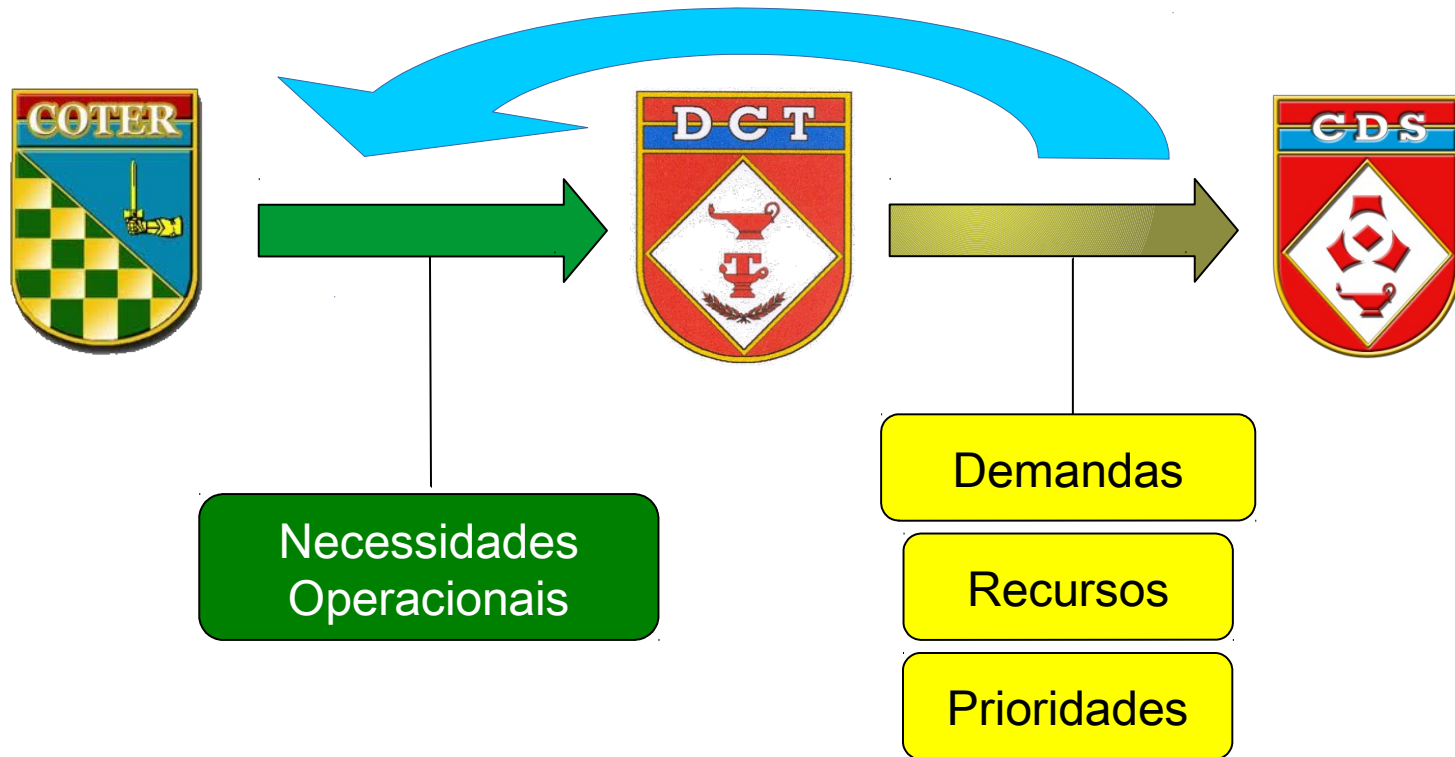 COTER
DCT
CDS
Necessidades
Operacionais
Demandas
Recursos
Prioridades